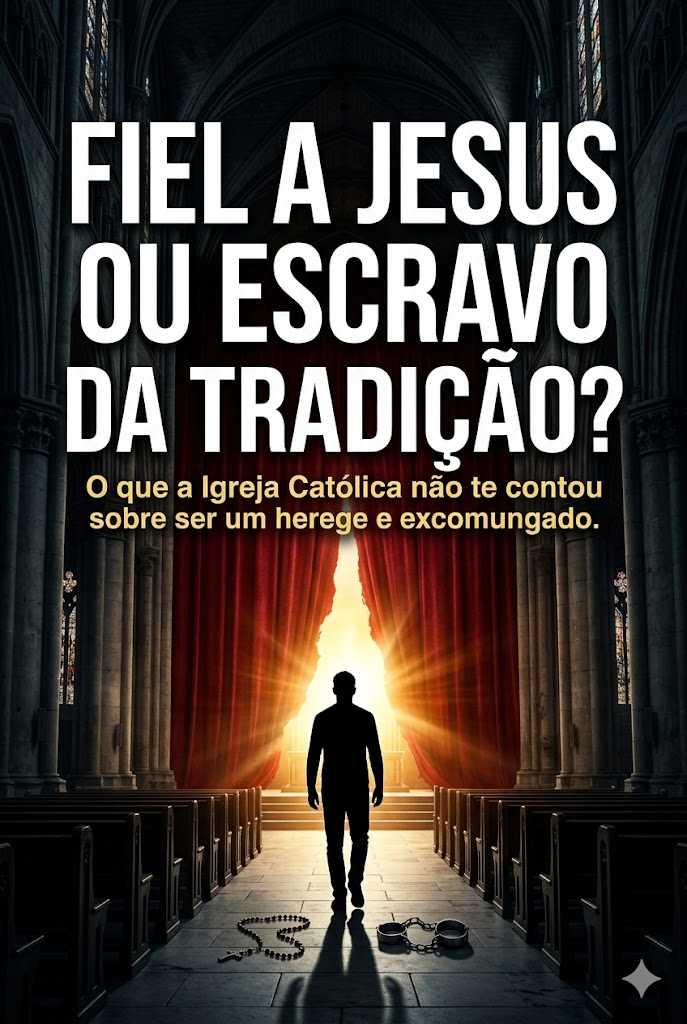 FIEL A JESUS
OU ESCRAVO
DA TRADIÇÃO?
O que a Igreja Católica não te contou
sobre ser um herege e excomungado.